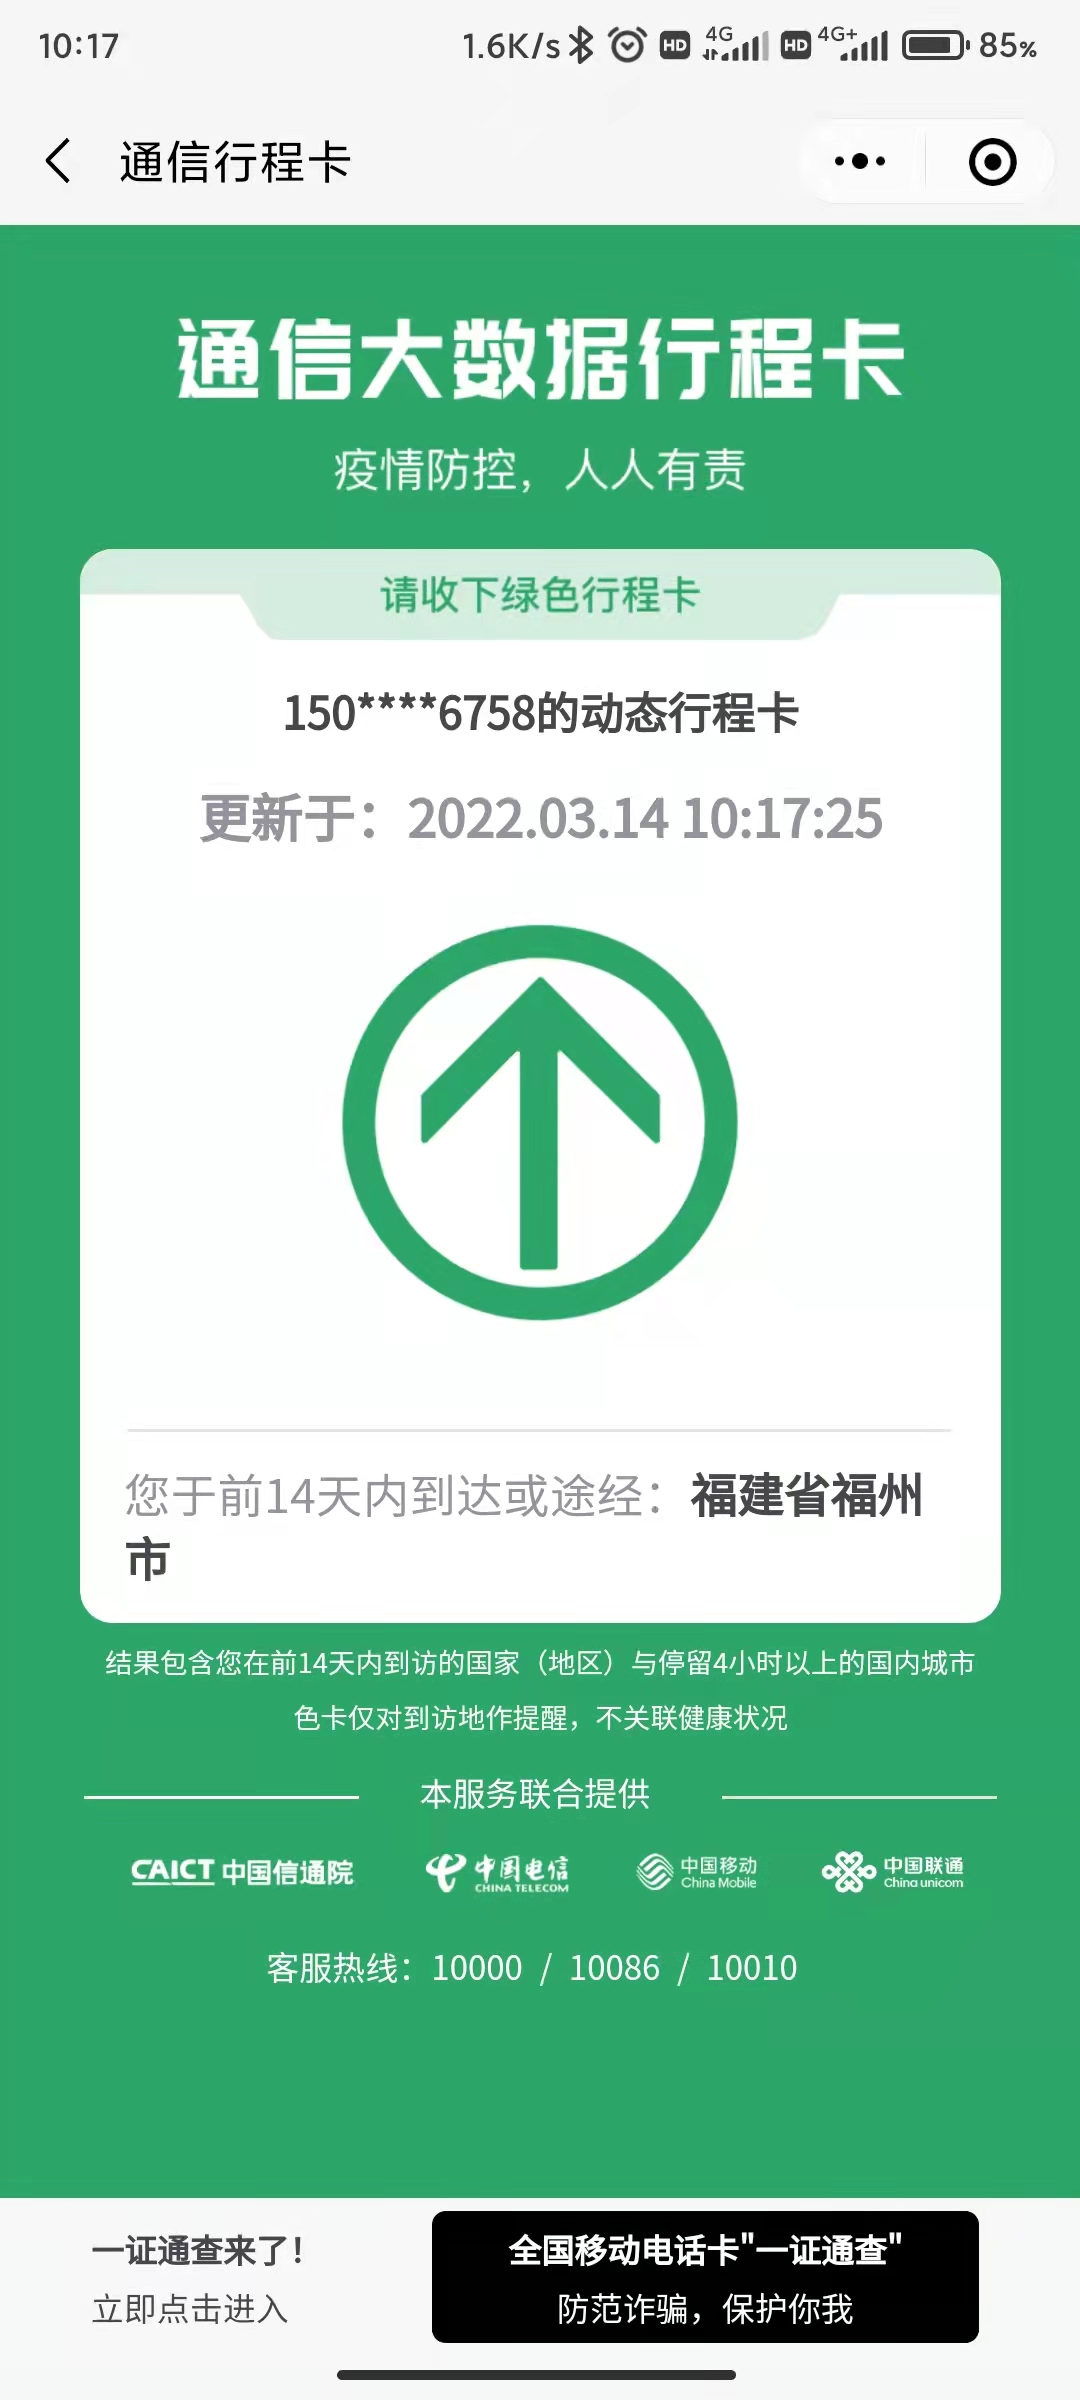 10:17
1.6K/s HD 4G HD 4G+ 85%
通信行程卡
通信大数据行程卡
疫情防控，人人有责
请收下绿色行程卡
150****6758的动态行程卡
更新于：2022.03.14 10:17:25
您于前14天内到达或途经：福建省福州
市
结果包含您在前14天内到访的国家（地区）与停留4小时以上的国内城市
色卡仅对到访地作提醒，不关联健康状况
本服务联合提供
CAICT 中国信通院 中国电信 CHINA TELECOM 中国移动 China Mobile 中国联通 China unicom
客服热线：10000 / 10086 / 10010
一证通查来了！
立即点击进入
全国移动电话卡"一证通查"
防范诈骗，保护你我